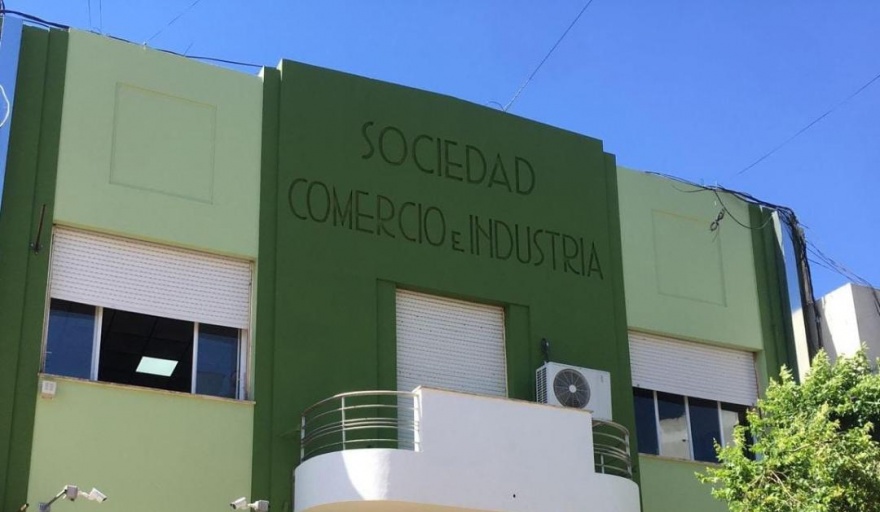 SOCIEDAD
COMERCIO E INDUSTRIA